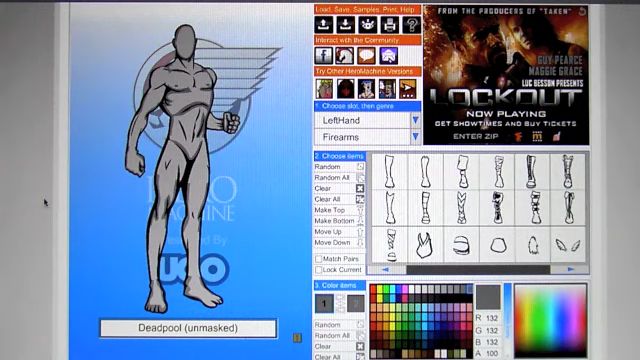 Load, Save, Samples, Print, Help
Interact with the Community
Try Other HeroMachine Versions
1. Choose slot, then genre
LeftHand
Firearms
2. Choose items
Random
Random All
Clear
Clear All
Make Top
Make Bottom
Move Up
Move Down
Match Pairs
Lock Current
3. Color items
1
2
Random
Random All
Clear
Clear All
R 132
G 132
B 132
100
FROM THE PRODUCERS OF "TAKEN"
GUY PEARCE
MAGGIE GRACE
LUC BESSON PRESENTS
LOCKOUT
NOW PLAYING
GET SHOWTIMES AND BUY TICKETS
ENTER ZIP
HERO
MACHINE
By
UGO
Deadpool (unmasked)